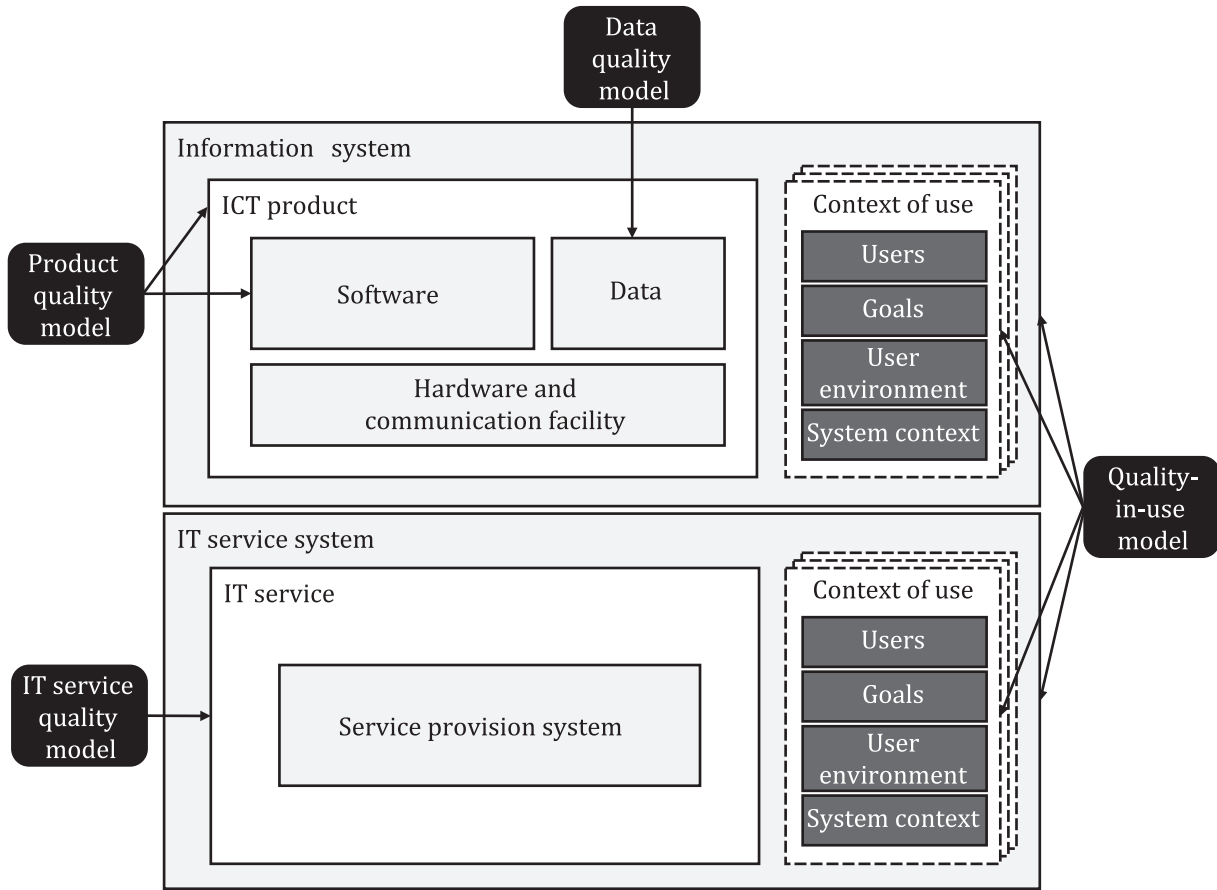 Data
quality
model
Information system
ICT product
Context of use
Product
quality
model
Software
Data
Users
Goals
User
environment
System context
Hardware and
communication facility
Quality-
in-use
model
IT service system
IT service
Context of use
IT service
quality
model
Service provision system
Users
Goals
User
environment
System context